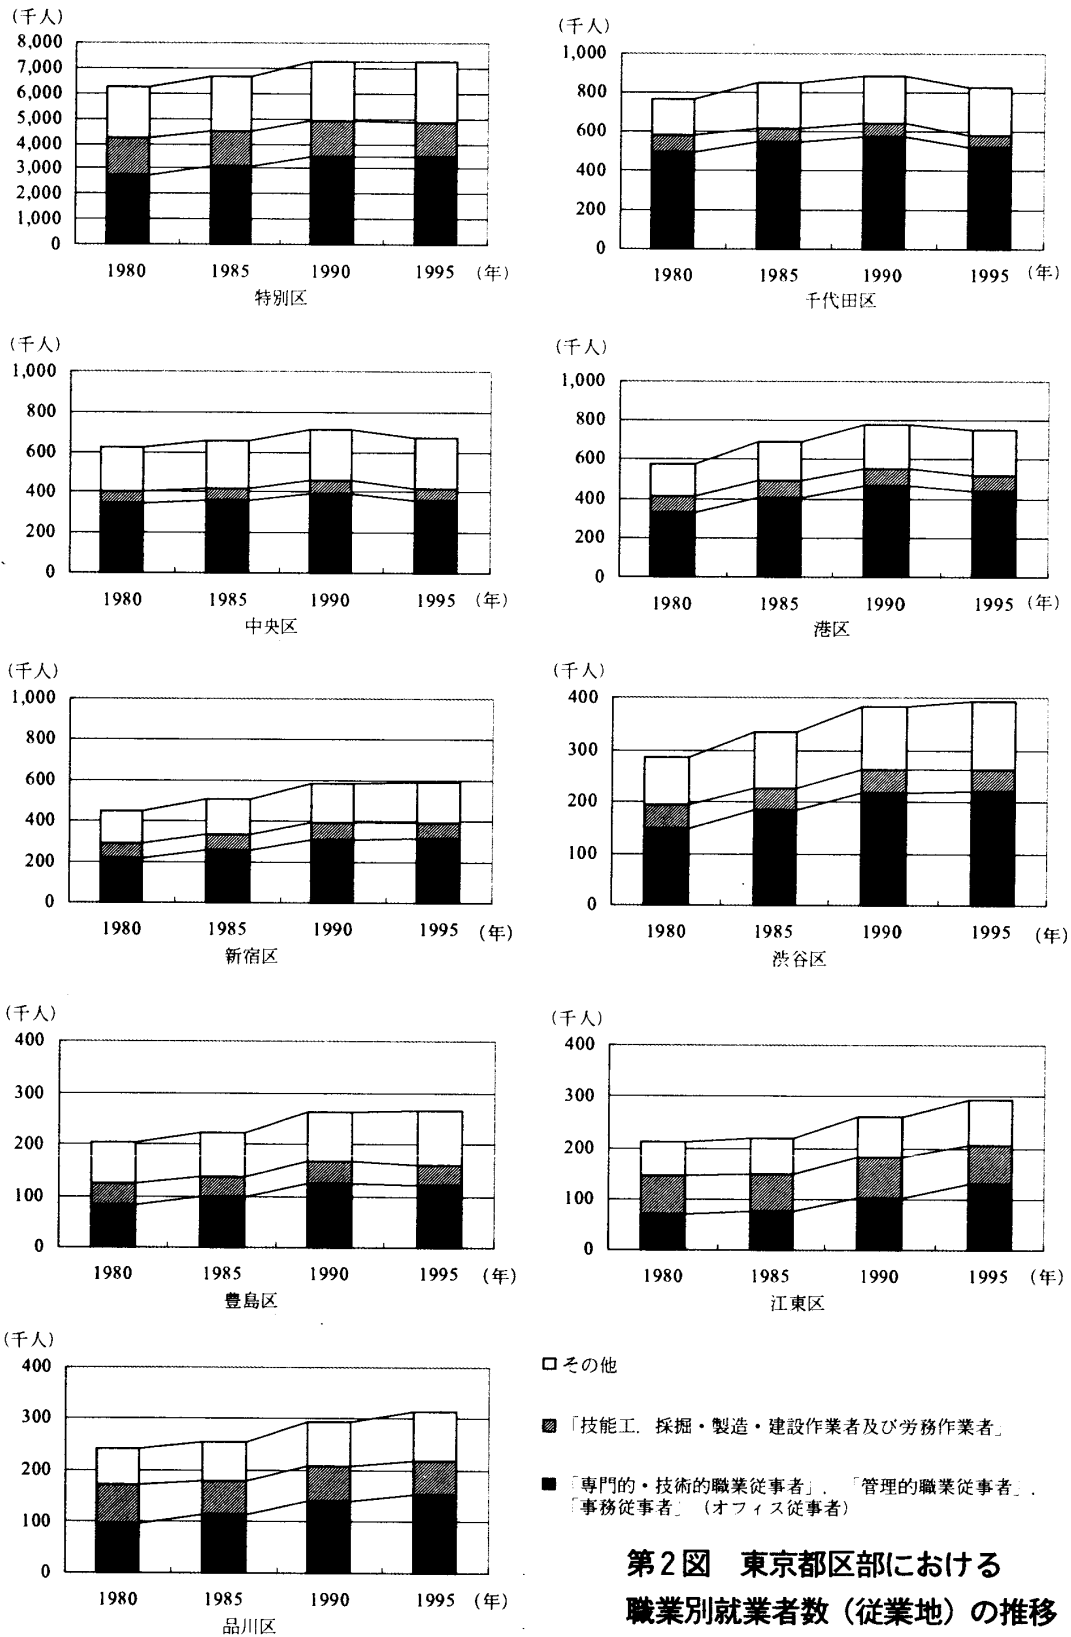 (千人)
8,000
7,000
6,000
5,000
4,000
3,000
2,000
1,000
0
1980 1985 1990 1995 (年)
特別区
(千人)
1,000
800
600
400
200
0
1980 1985 1990 1995 (年)
千代田区
(千人)
1,000
800
600
400
200
0
1980 1985 1990 1995 (年)
中央区
(千人)
1,000
800
600
400
200
0
1980 1985 1990 1995 (年)
港区
(千人)
1,000
800
600
400
200
0
1980 1985 1990 1995 (年)
新宿区
(千人)
400
300
200
100
0
1980 1985 1990 1995 (年)
渋谷区
(千人)
400
300
200
100
0
1980 1985 1990 1995 (年)
豊島区
(千人)
400
300
200
100
0
1980 1985 1990 1995 (年)
江東区
(千人)
400
300
200
100
0
1980 1985 1990 1995 (年)
品川区
その他
「技能工，採掘・製造・建設作業者及び労務作業者」
「専門的・技術的職業従事者」，「管理的職業従事者」，
「事務従事者」（オフィス従事者）
第2図　東京都区部における
職業別就業者数（従業地）の推移